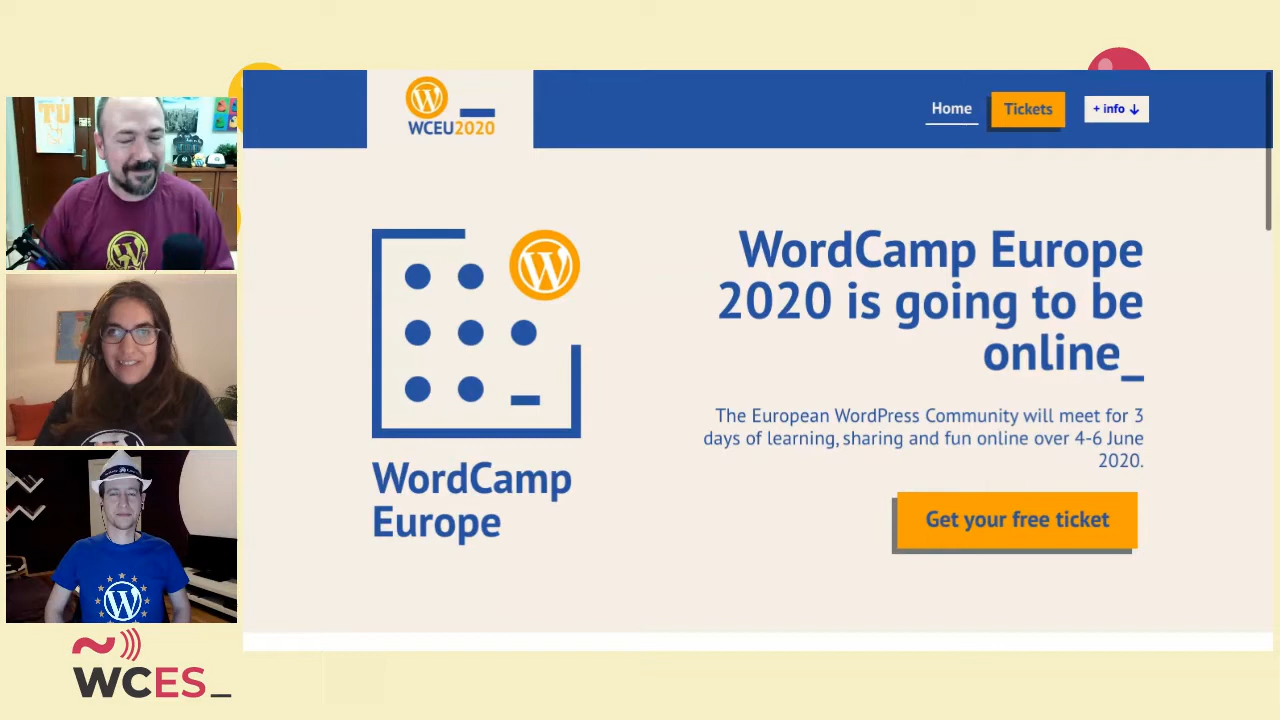 TÚ
WCEU2020
Home
Tickets
+ info ↓
WordCamp Europe
2020 is going to be
online_
The European WordPress Community will meet for 3
days of learning, sharing and fun online over 4-6 June
2020.
Get your free ticket
WordCamp
Europe
WCES_